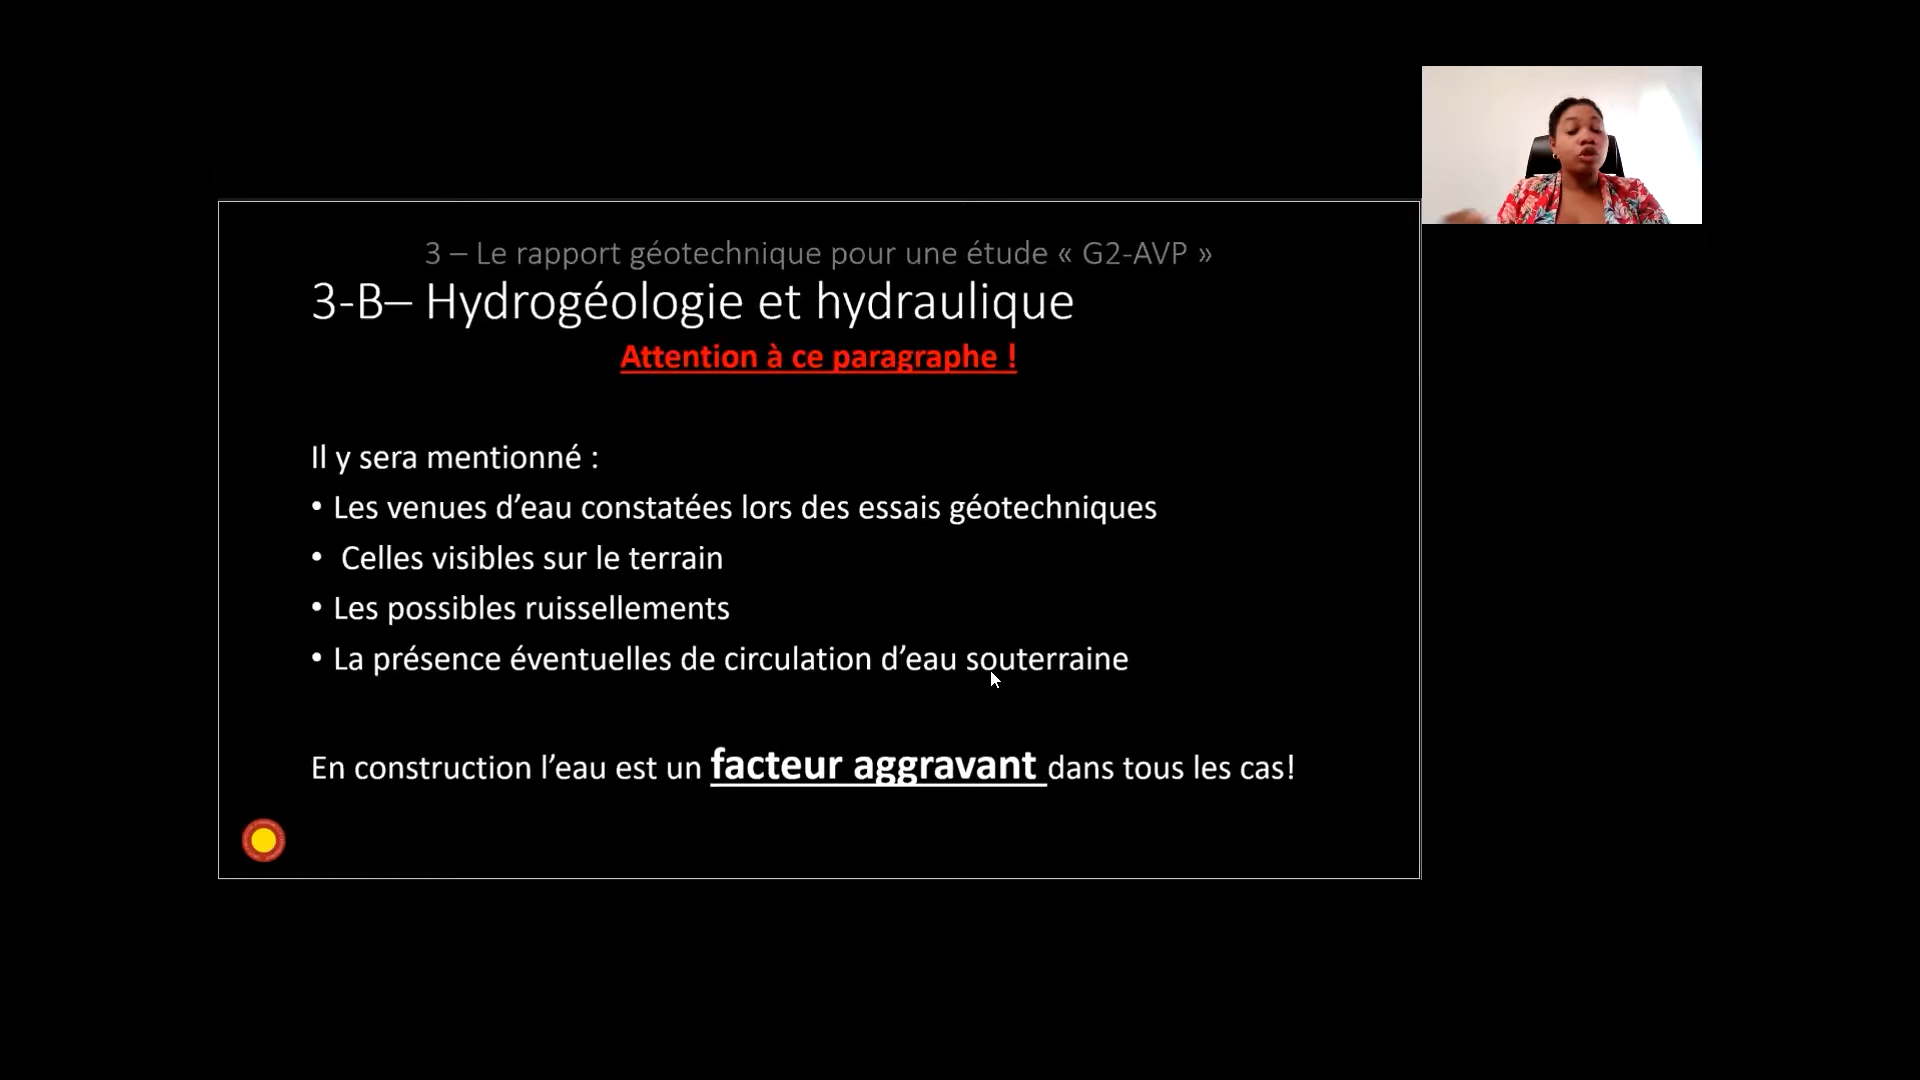 3 – Le rapport géotechnique pour une étude « G2-AVP »
3-B– Hydrogéologie et hydraulique
Attention à ce paragraphe !
Il y sera mentionné :
• Les venues d’eau constatées lors des essais géotechniques
• Celles visibles sur le terrain
• Les possibles ruissellements
• La présence éventuelles de circulation d’eau souterraine
En construction l’eau est un facteur aggravant dans tous les cas!